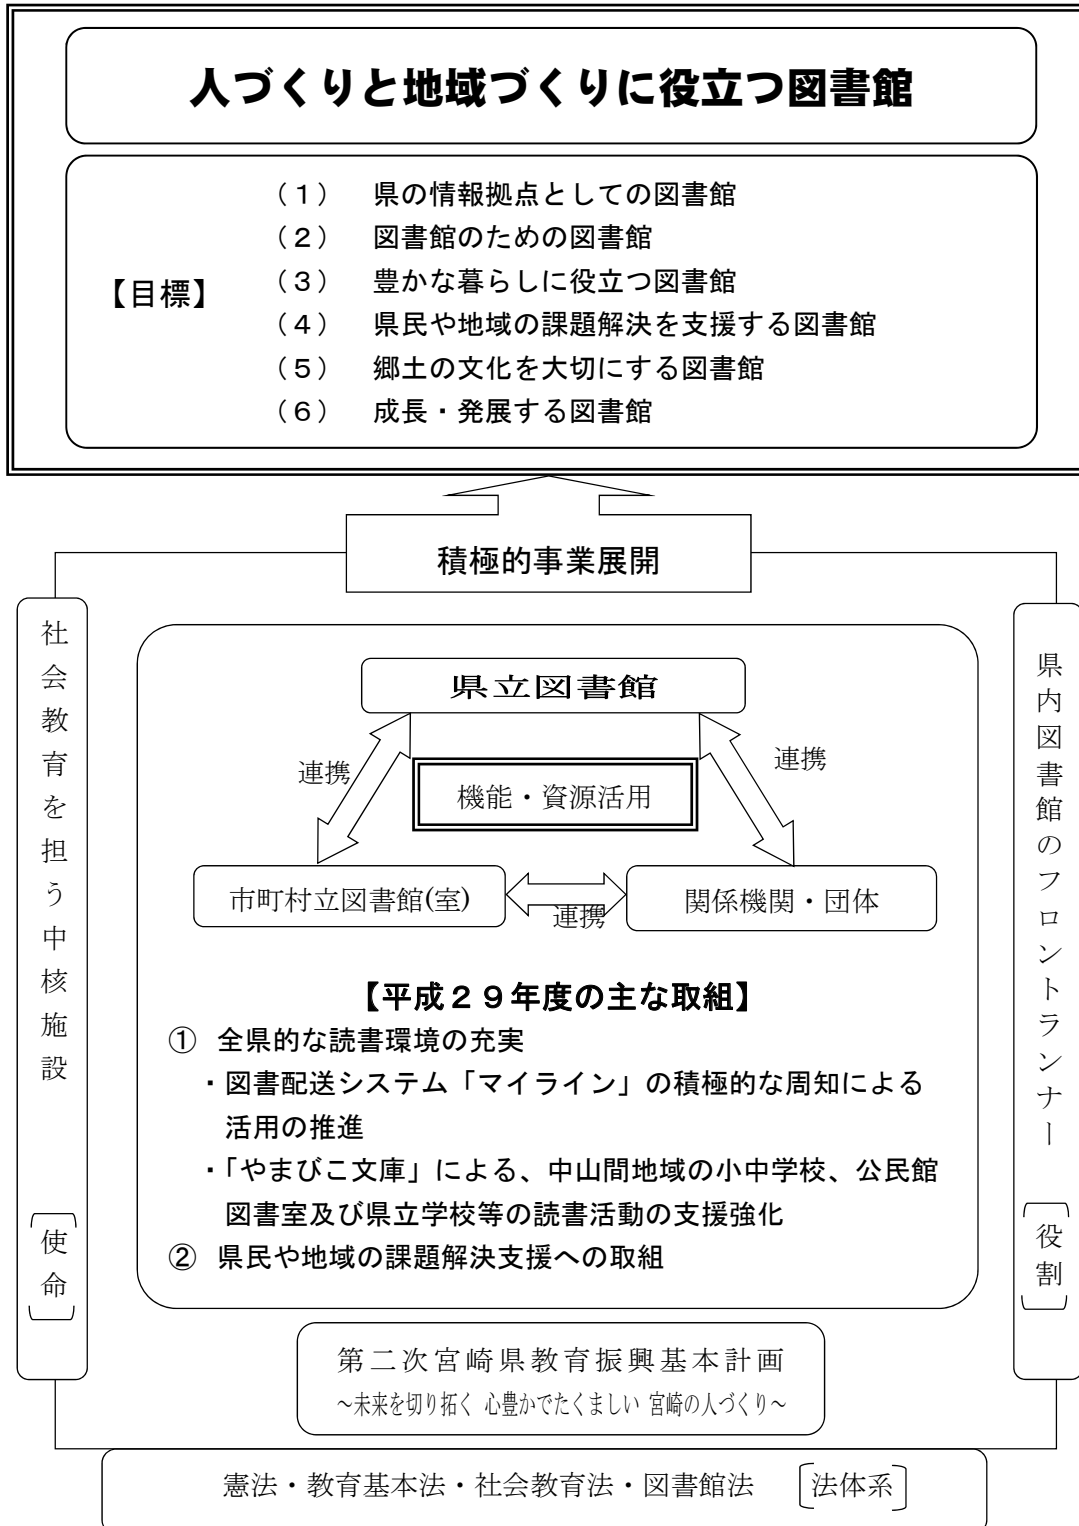 人づくりと地域づくりに役立つ図書館
【目標】
（１）　県の情報拠点としての図書館
（２）　図書館のための図書館
（３）　豊かな暮らしに役立つ図書館
（４）　県民や地域の課題解決を支援する図書館
（５）　郷土の文化を大切にする図書館
（６）　成長・発展する図書館
積極的事業展開
社会教育を担う中核施設
［使命］
県立図書館
連携
連携
機能・資源活用
市町村立図書館(室)
連携
関係機関・団体
【平成２９年度の主な取組】
①　全県的な読書環境の充実
・図書配送システム「マイライン」の積極的な周知による
活用の推進
・「やまびこ文庫」による、中山間地域の小中学校、公民館
図書室及び県立学校等の読書活動の支援強化
②　県民や地域の課題解決支援への取組
県内図書館のフロントランナー
［役割］
第二次宮崎県教育振興基本計画
～未来を切り拓く 心豊かでたくましい 宮崎の人づくり～
憲法・教育基本法・社会教育法・図書館法　［法体系］